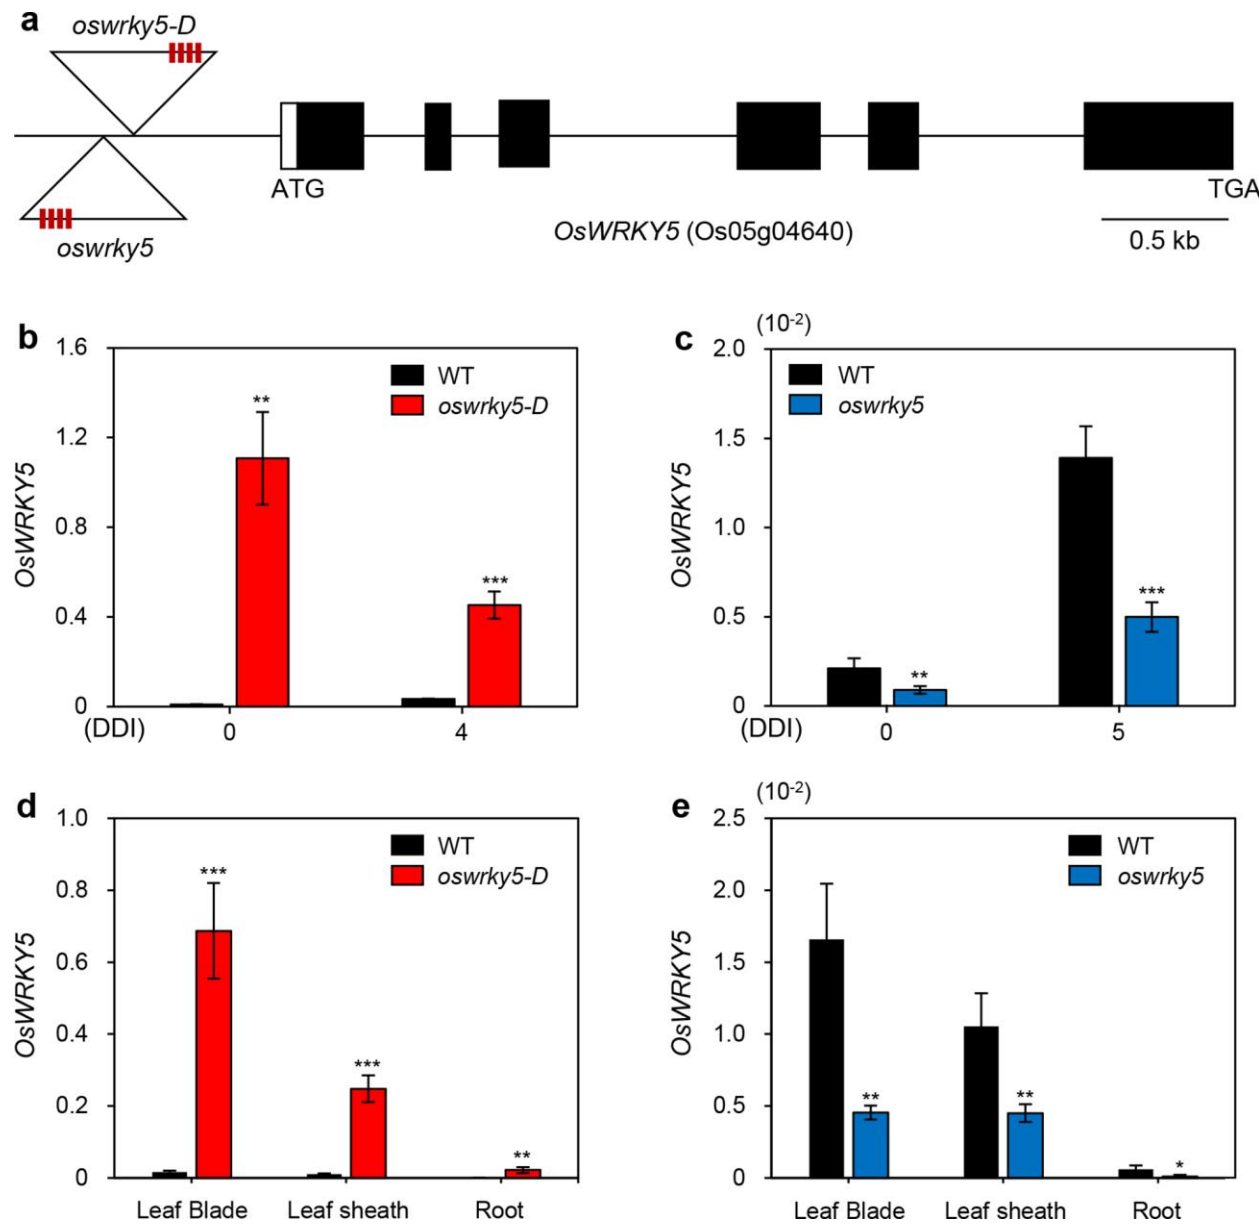 a
oswrky5-D
ATG
TGA
oswrky5
OsWRKY5 (Os05g04640)
0.5 kb
b
1.6
1.2
0.8
0.4
0
OsWRKY5
WT
oswrky5-D
**
***
(DDI)
0
4
c
(10-2)
2.0
1.5
1.0
0.5
0
OsWRKY5
WT
oswrky5
**
***
(DDI)
0
5
d
1.0
0.8
0.6
0.4
0.2
0
OsWRKY5
WT
oswrky5-D
***
***
**
Leaf Blade
Leaf sheath
Root
e
(10-2)
2.5
2.0
1.5
1.0
0.5
0
OsWRKY5
WT
oswrky5
**
**
*
Leaf Blade
Leaf sheath
Root